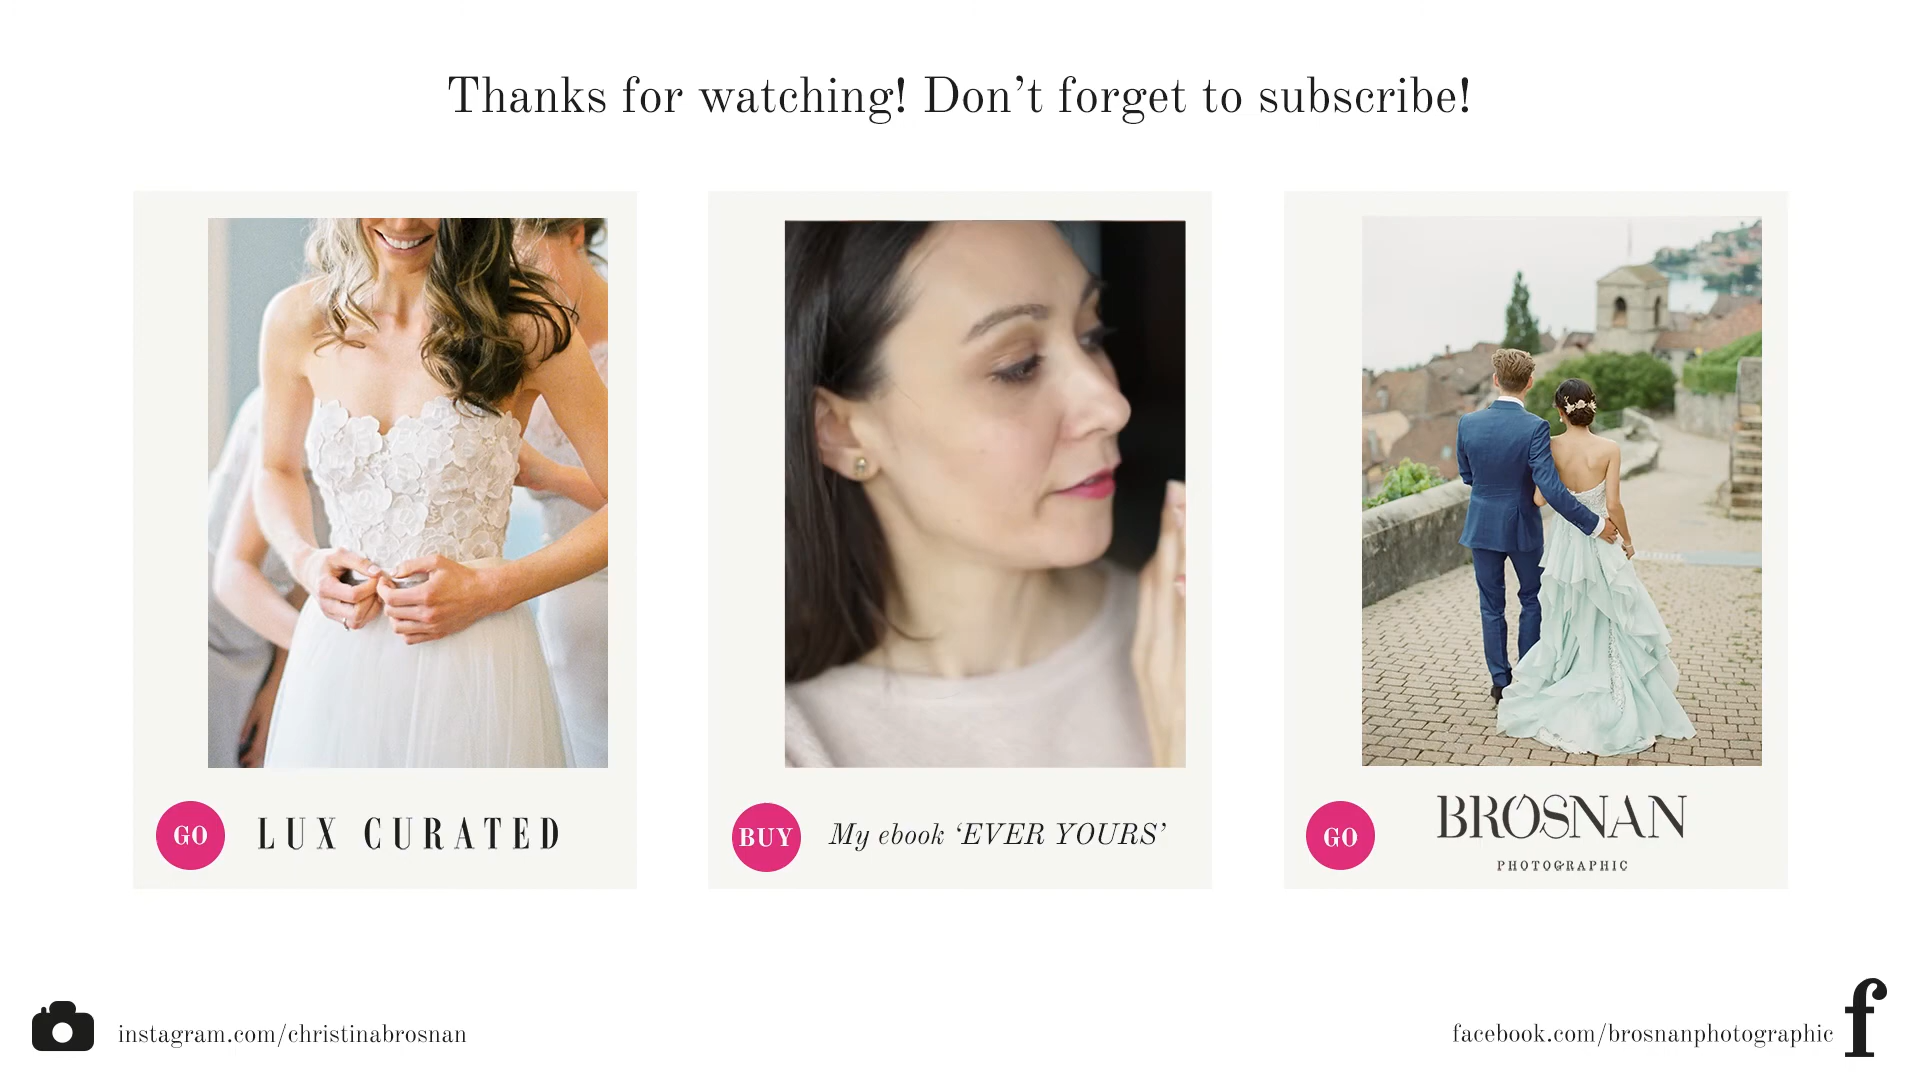 Thanks for watching! Don’t forget to subscribe!
GO
LUX CURATED
BUY
My ebook ‘EVER YOURS’
GO
BROSNAN
PHOTOGRAPHIC
instagram.com/christinabrosnan
facebook.com/brosnanphotographic
f